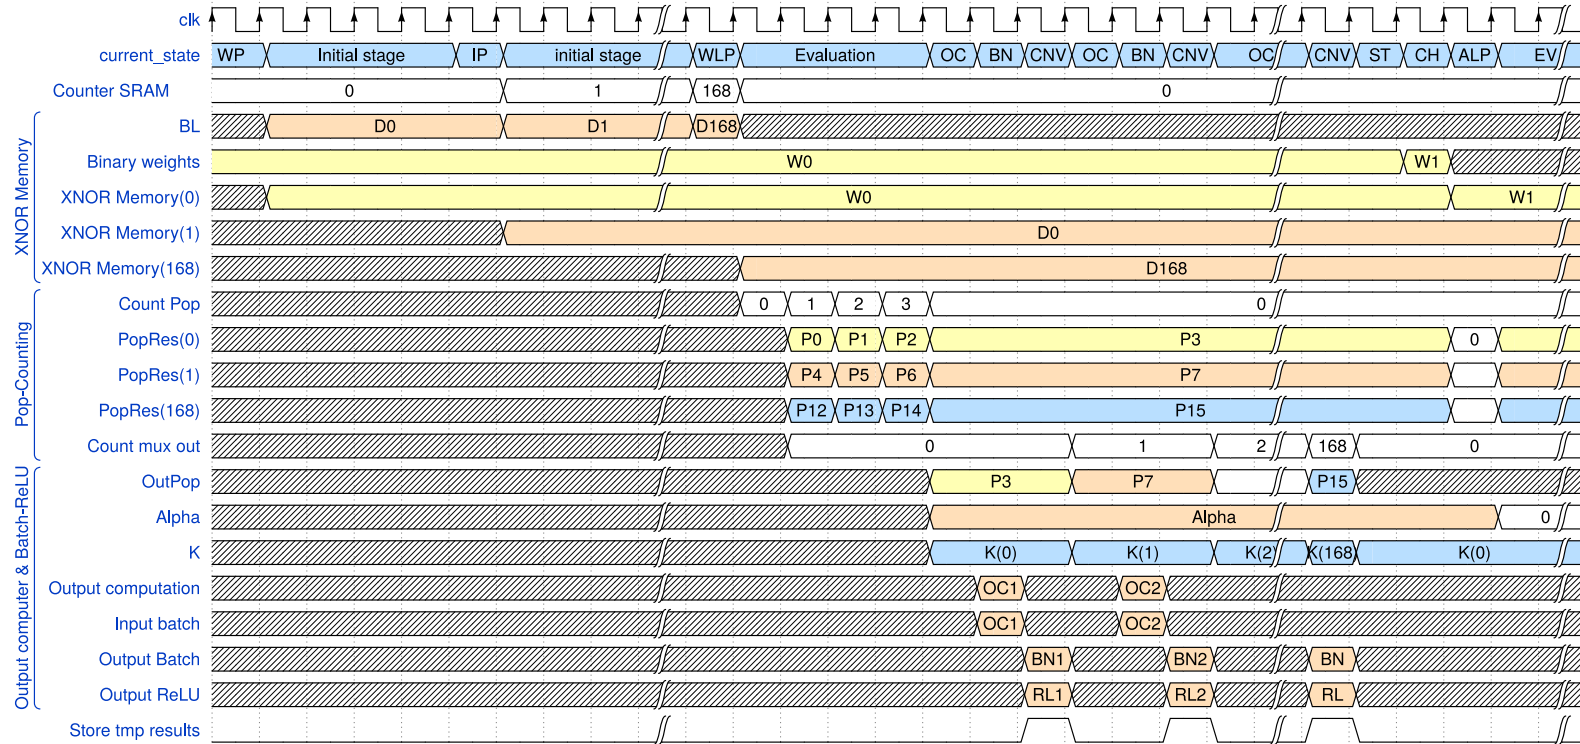 clk
current_state WP Initial stage IP initial stage WLP Evaluation OC BN CNV OC BN CNV OC CNV ST CH ALP EV
Counter SRAM 0 1 168 0
XNOR Memory
BL D0 D1 D168
Binary weights W0 W1
XNOR Memory(0) W0 W1
XNOR Memory(1) D0
XNOR Memory(168) D168
Pop-Counting
Count Pop 0 1 2 3 0
PopRes(0) P0 P1 P2 P3 0
PopRes(1) P4 P5 P6 P7
PopRes(168) P12 P13 P14 P15
Count mux out 0 1 2 168 0
Output computer & Batch-ReLU
OutPop P3 P7 P15
Alpha Alpha 0
K K(0) K(1) K(2) K(168) K(0)
Output computation OC1 OC2
Input batch OC1 OC2
Output Batch BN1 BN2 BN
Output ReLU RL1 RL2 RL
Store tmp results